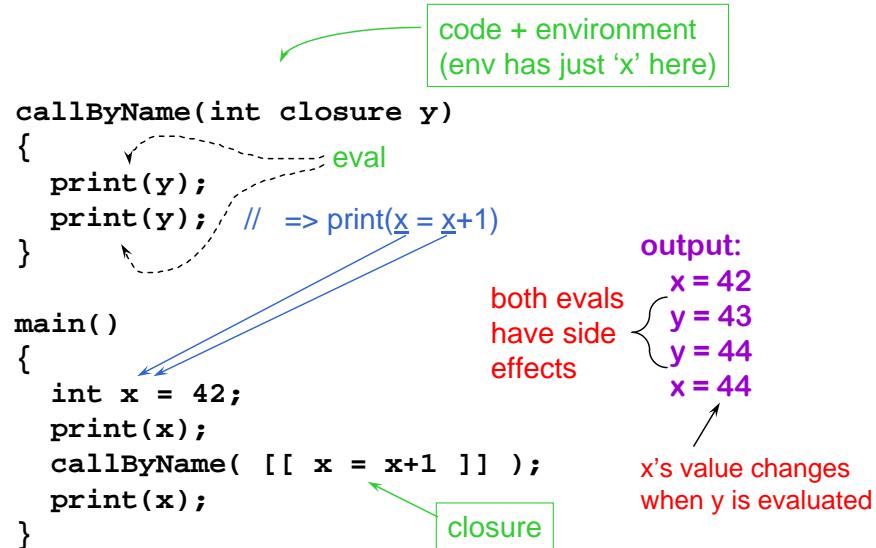 code + environment
(env has just ‘x’ here)
callByName(int closure y)
{
eval
print(y);
print(y); // => print(x = x+1)
}
main()
{
int x = 42;
print(x);
callByName( [[ x = x+1 ]] );
print(x);
}
closure
both evals
have side
effects
output:
x = 42
y = 43
y = 44
x = 44
x’s value changes
when y is evaluated